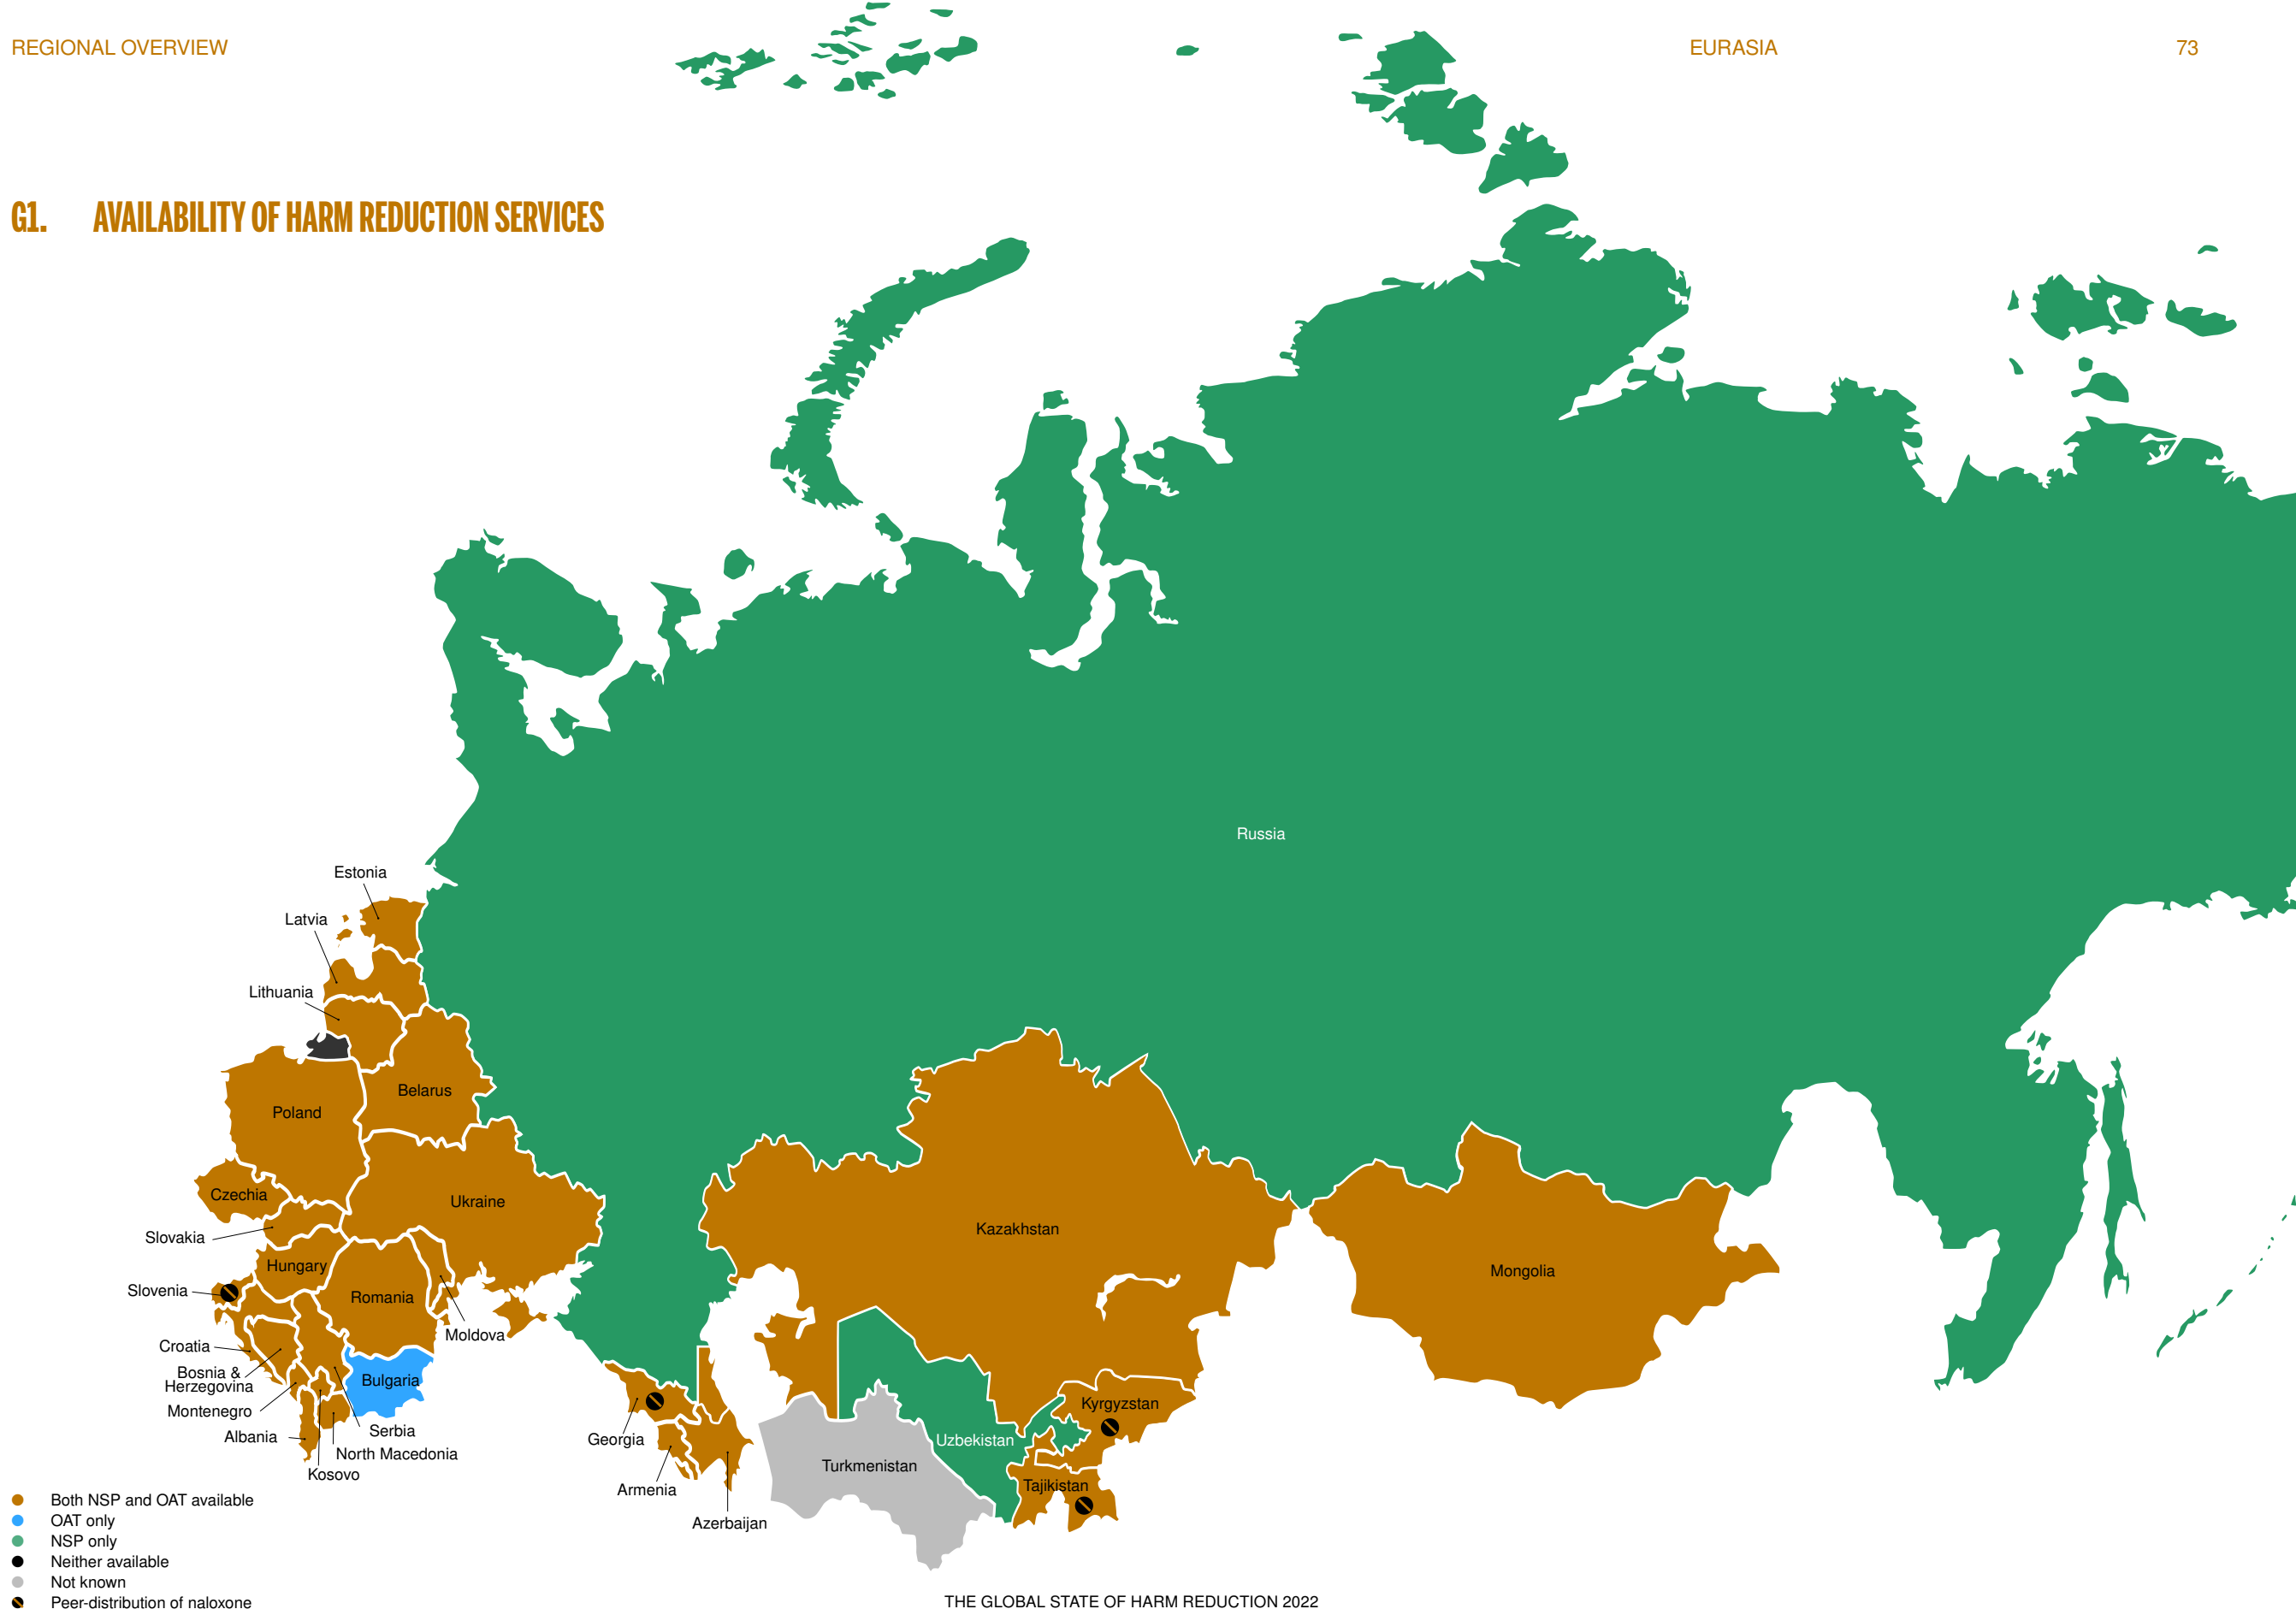 REGIONAL OVERVIEW
EURASIA
73
G1. AVAILABILITY OF HARM REDUCTION SERVICES
Russia
Estonia
Latvia
Lithuania
Belarus
Poland
Czechia
Ukraine
Slovakia
Kazakhstan
Hungary
Mongolia
Slovenia
Romania
Moldova
Croatia
Bosnia &
Herzegovina
Bulgaria
Montenegro
Kyrgyzstan
Albania
Serbia
Georgia
Uzbekistan
North Macedonia
Kosovo
Turkmenistan
Tajikistan
Armenia
Azerbaijan
Both NSP and OAT available
OAT only
NSP only
Neither available
Not known
Peer-distribution of naloxone
THE GLOBAL STATE OF HARM REDUCTION 2022